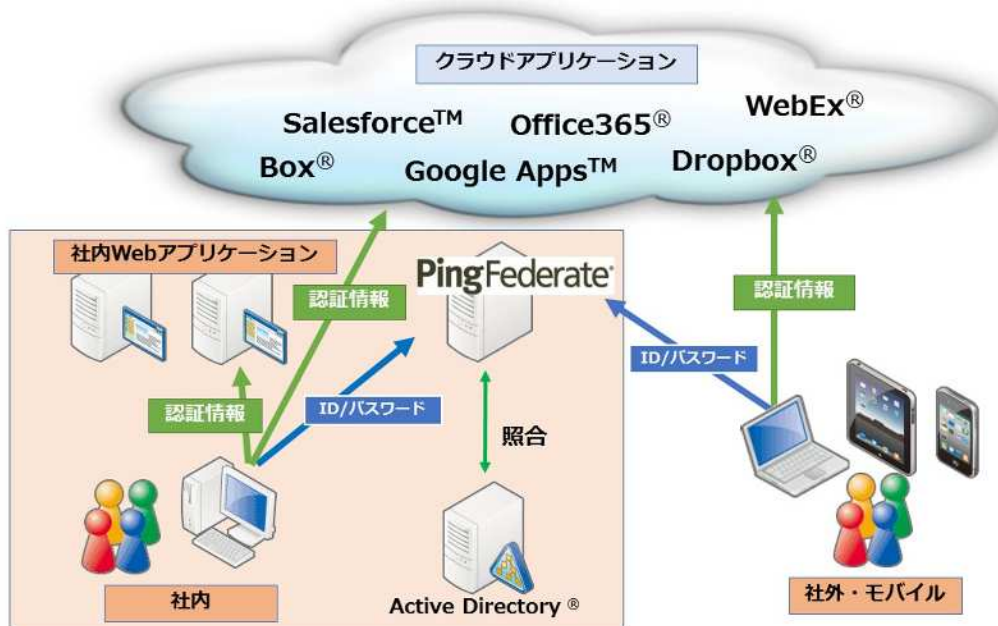 クラウドアプリケーション
Salesforce™ Office365® WebEx®
Box® Google Apps™ Dropbox®
社内Webアプリケーション
PingFederate®
認証情報
認証情報
ID/パスワード
認証情報
ID/パスワード
照合
社内
Active Directory ®
社外・モバイル